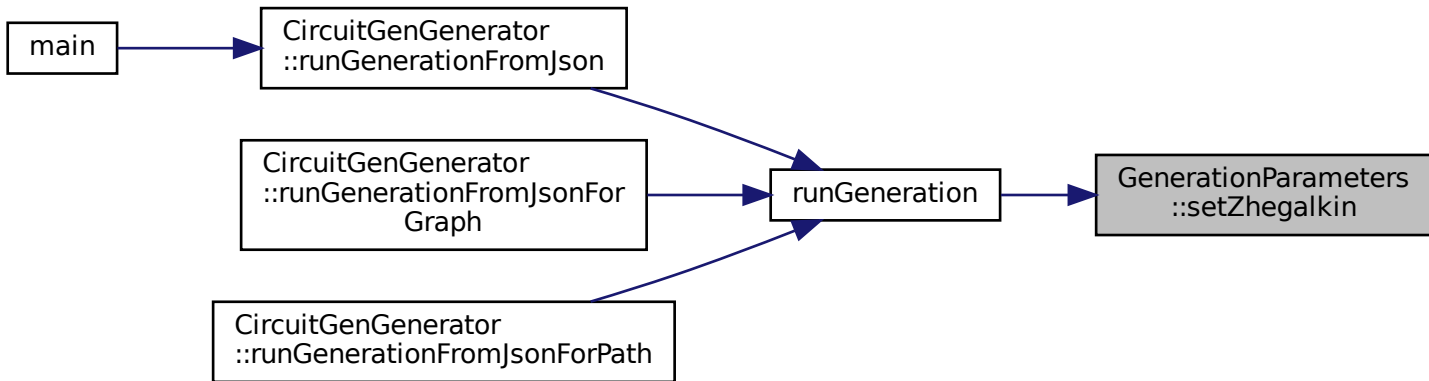 main
CircuitGenGenerator
::runGenerationFromJson
CircuitGenGenerator
::runGenerationFromJsonFor
Graph
CircuitGenGenerator
::runGenerationFromJsonForPath
runGeneration
GenerationParameters
::setZhegalkin